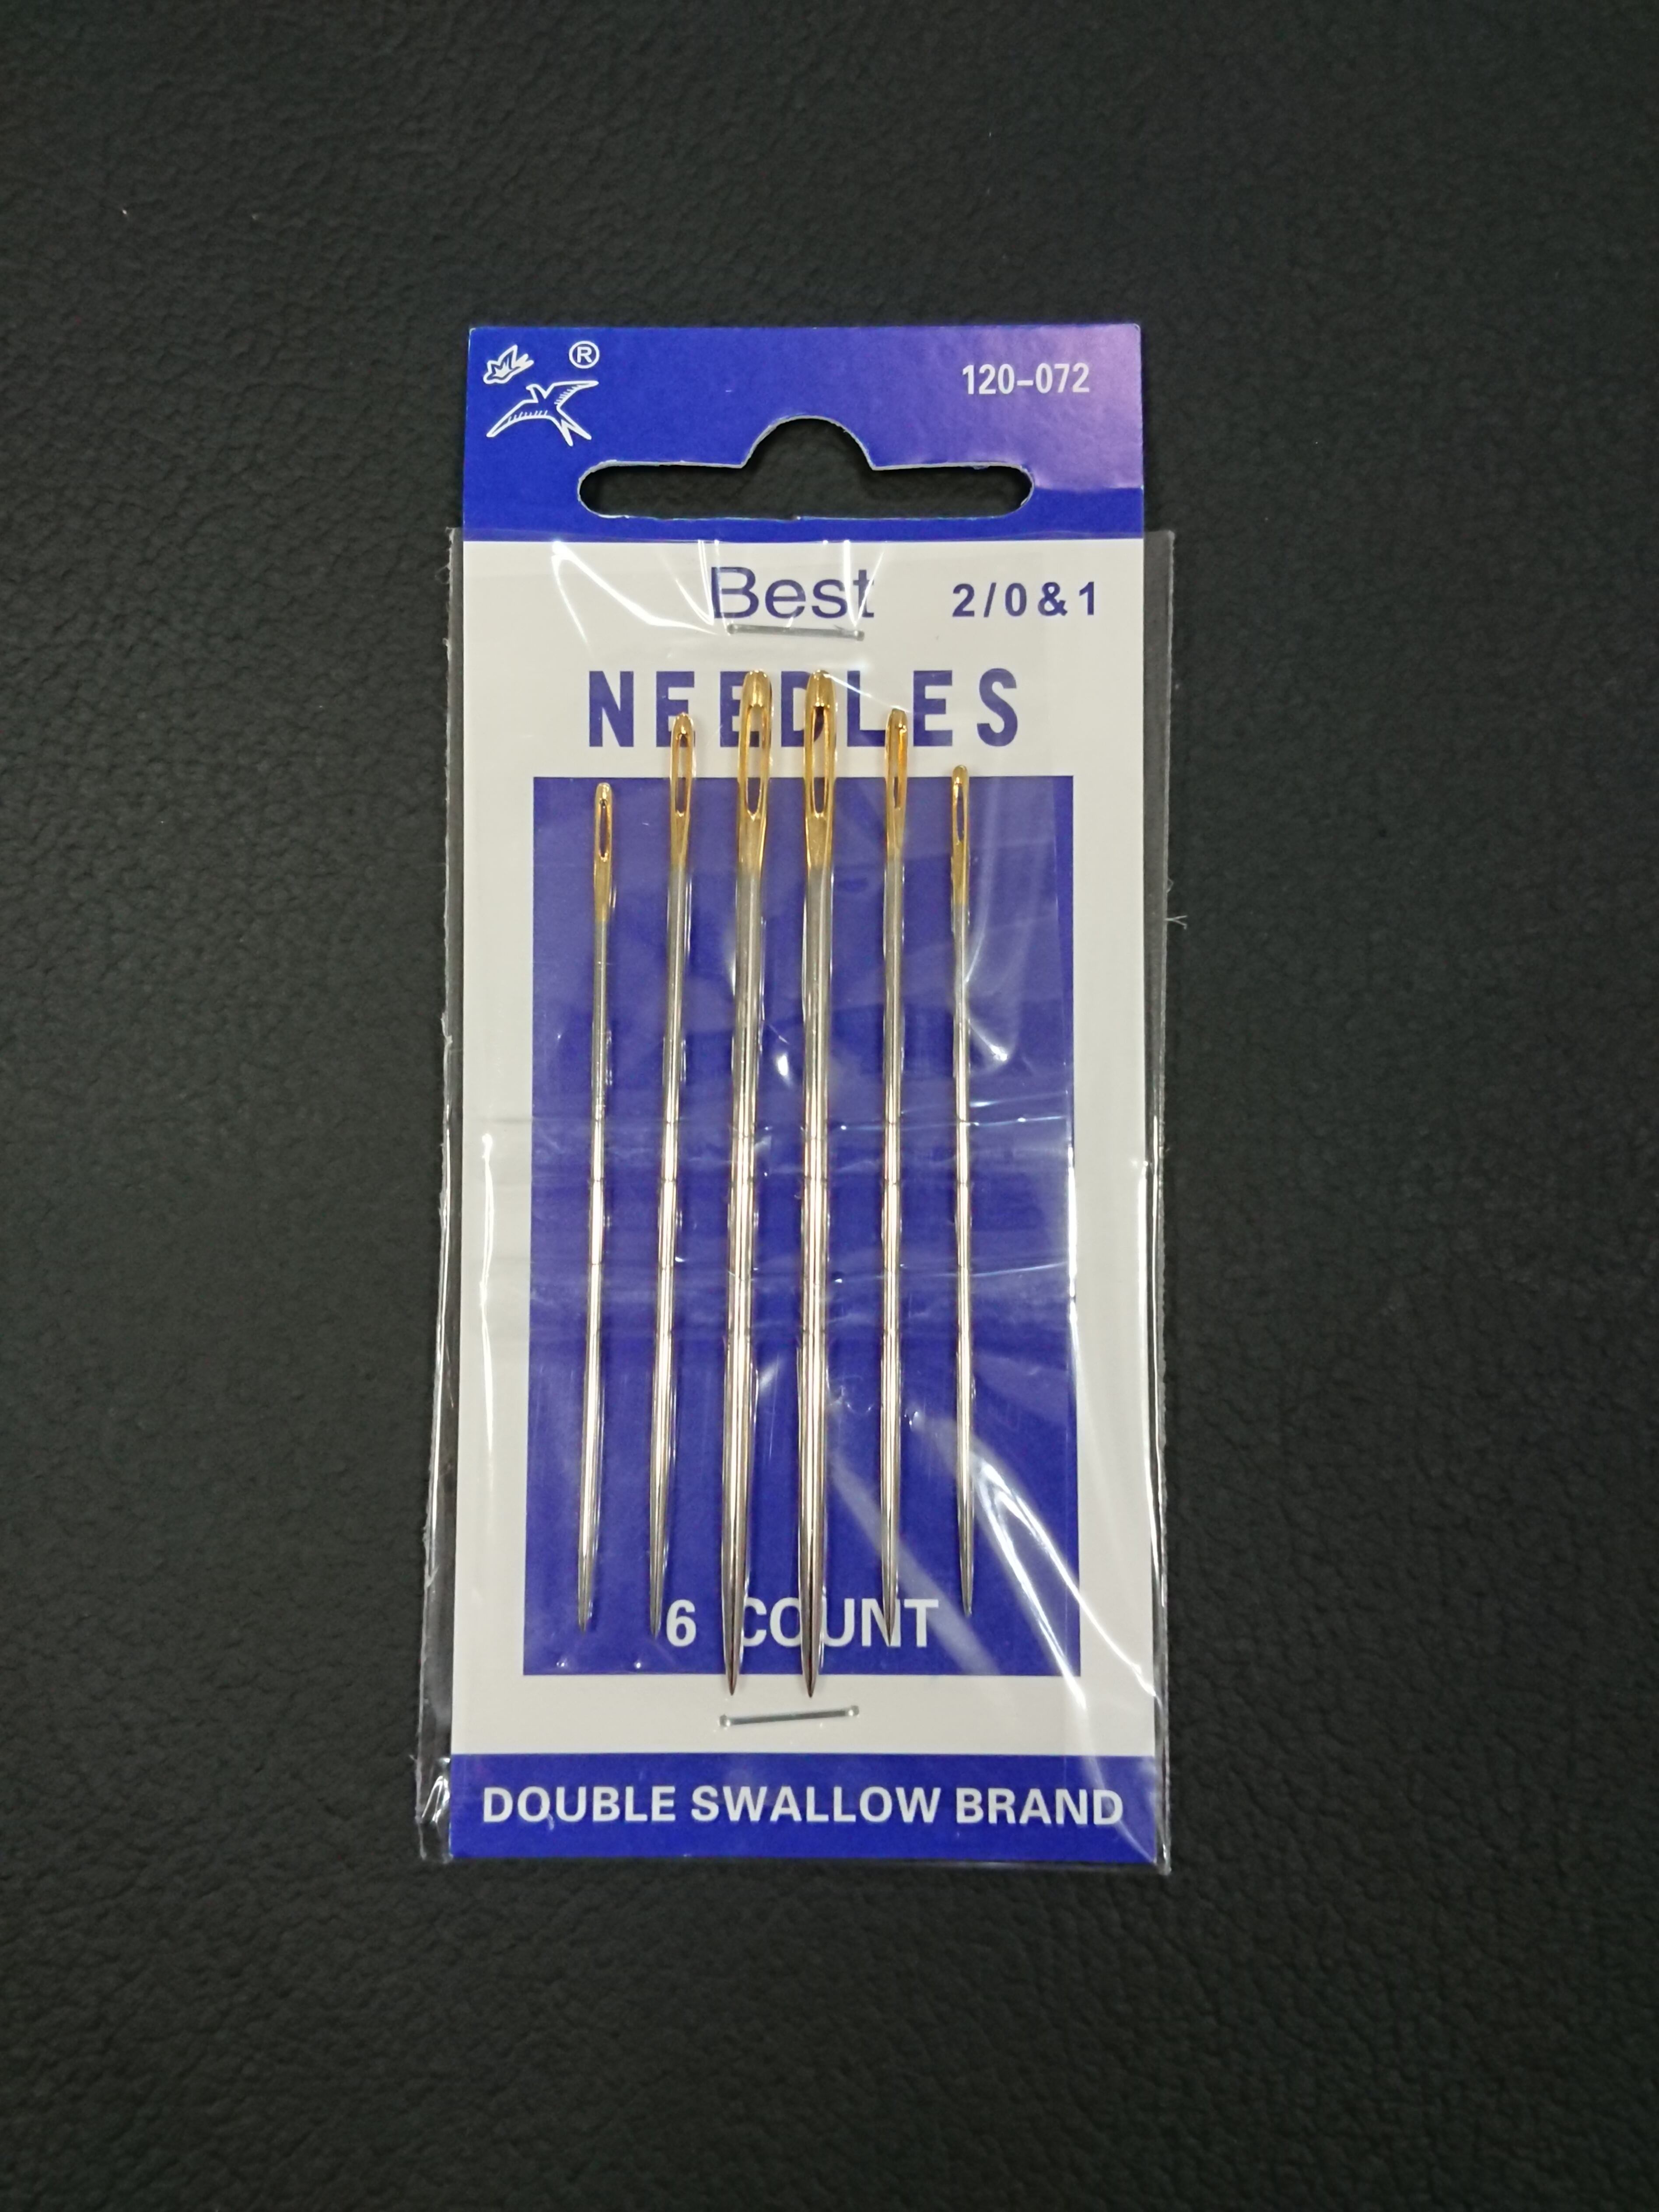 ®
120-072
Best 2/0&1
NEEDLES
6 COUNT
DOUBLE SWALLOW BRAND